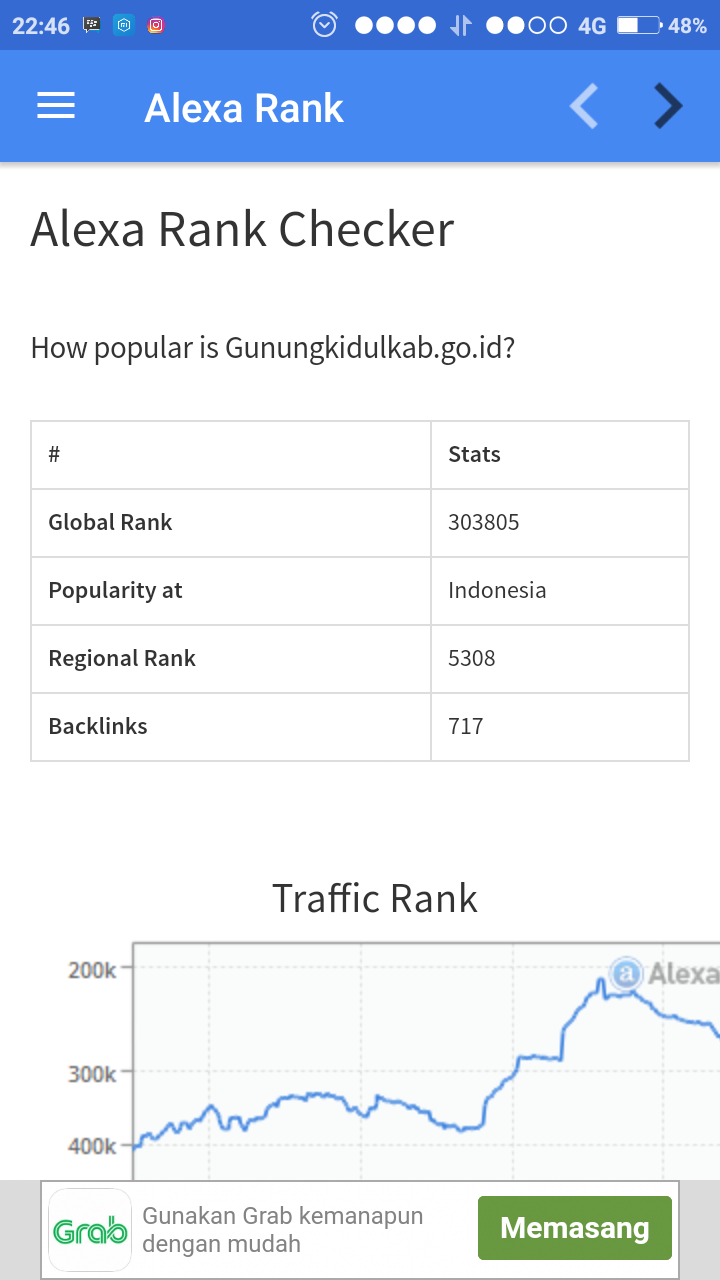 22:46
4G
48%
Alexa Rank
Alexa Rank Checker
How popular is Gunungkidulkab.go.id?
# Stats
Global Rank 303805
Popularity at Indonesia
Regional Rank 5308
Backlinks 717
Traffic Rank
200k
a Alexa
300k
400k
Grab
Gunakan Grab kemanapun
dengan mudah
Memasang